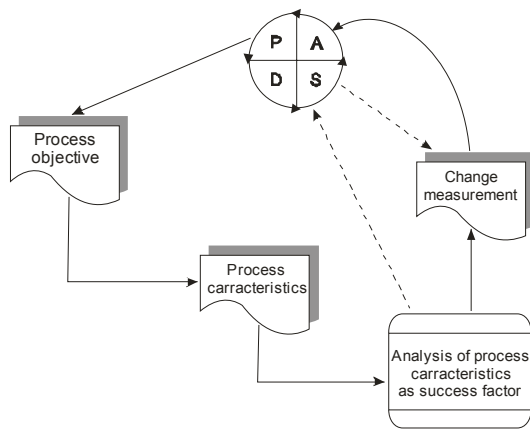 P A
D S
Process
objective
Change
measurement
Process
carracteristics
Analysis of process
carracteristics
as success factor